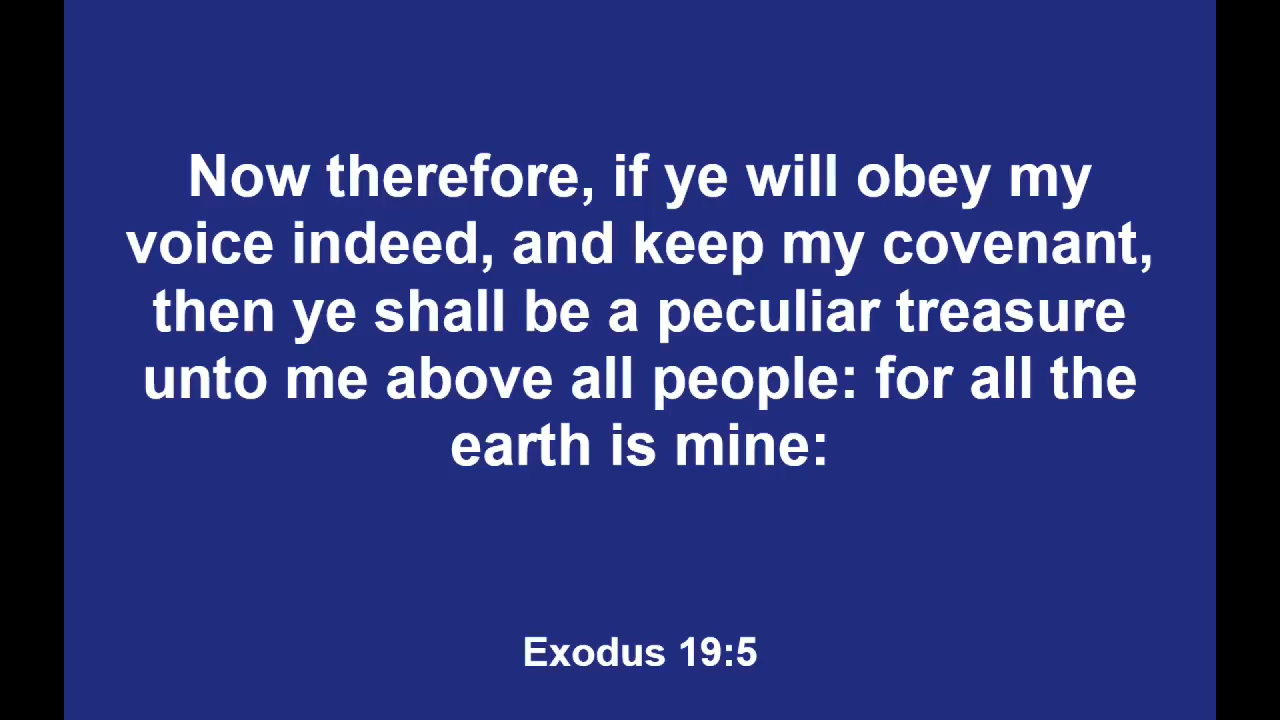 Now therefore, if ye will obey my
voice indeed, and keep my covenant,
then ye shall be a peculiar treasure
unto me above all people: for all the
earth is mine:
Exodus 19:5